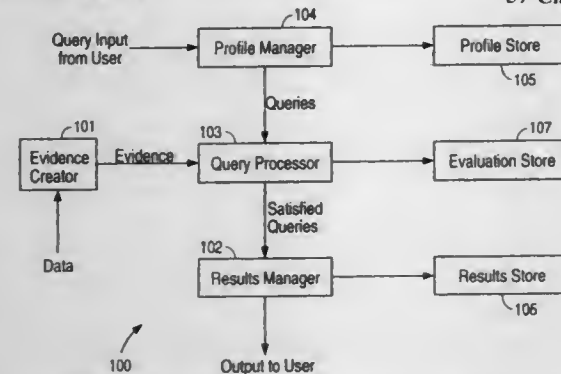 104
Query Input
from User
Profile Manager
Profile Store
105
Queries
101
103
107
Evidence
Creator
Evidence
Query Processor
Evaluation Store
Satisfied
Queries
Data
102
Results Manager
Results Store
106
100
Output to User